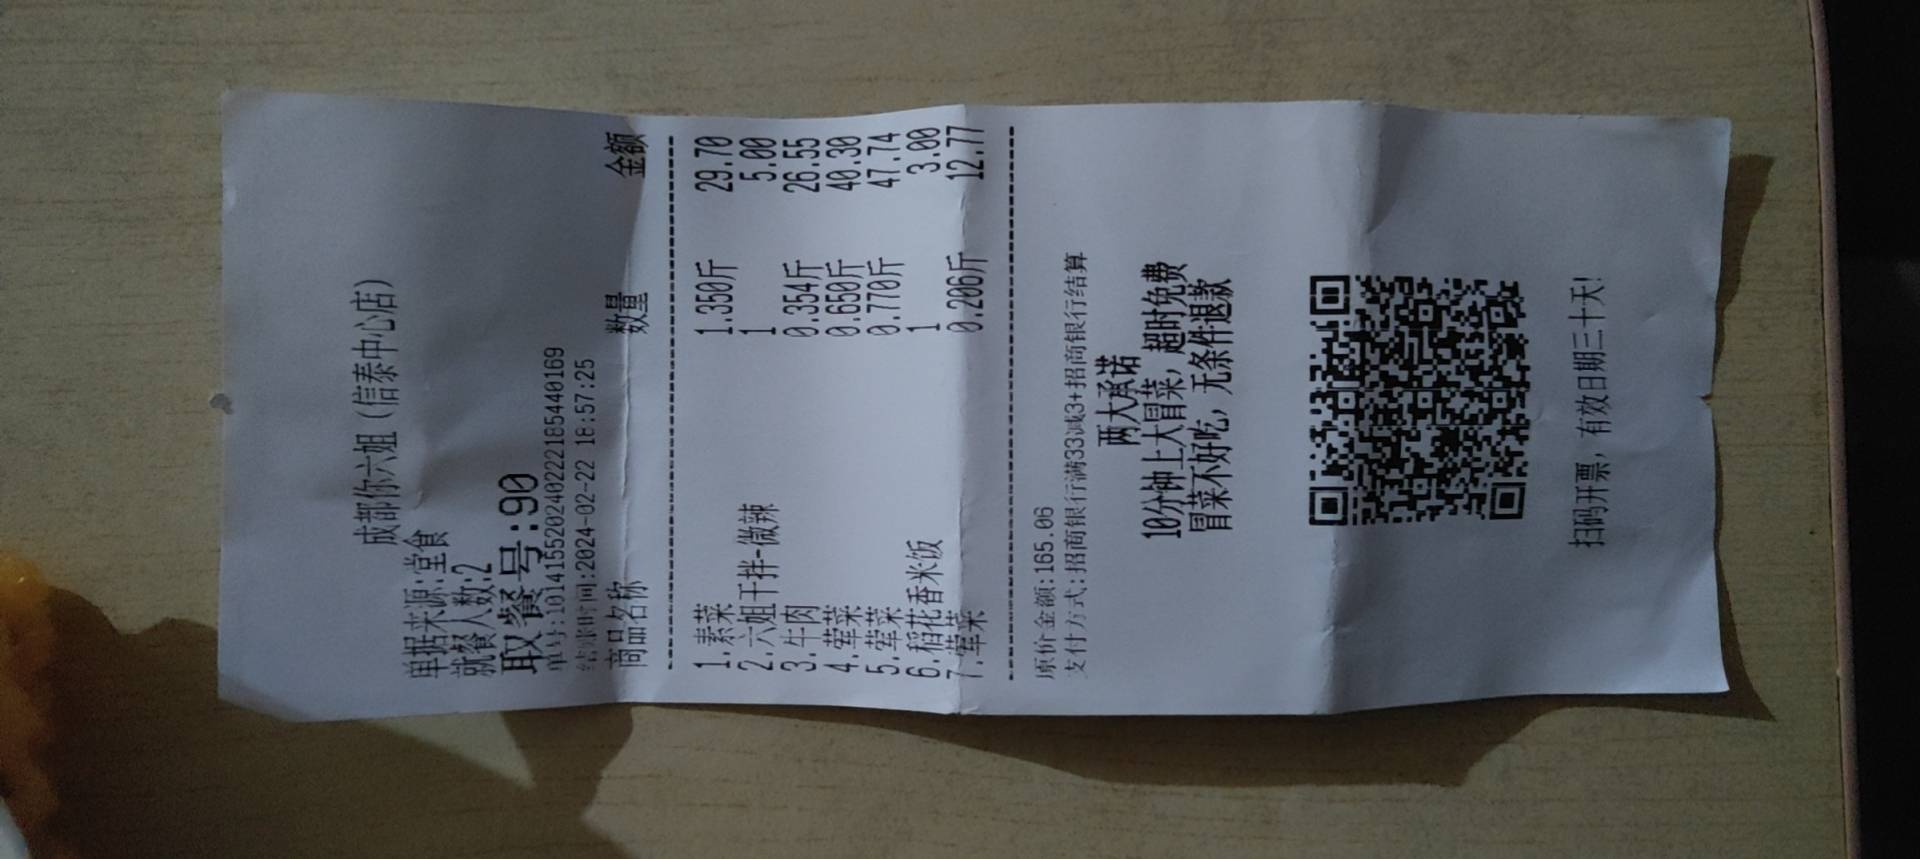 成都你六姐（信泰中心店）
单据来源:堂食
就餐人数:2
取餐号:90
单号:10141552024022218544​0169
结账时间:2024-02-22 18:57:25
商品名称 数量 金额
1.素菜 1.350斤 29.70
2.六姐干拌-微辣 1 5.00
3.牛肉 0.354斤 26.55
4.荤菜 0.650斤 40.30
5.荤菜 0.770斤 47.74
6.稻花香米饭 1 3.00
7.荤菜 0.206斤 12.77
原价金额:165.06
支付方式:招商银行满33减3+招商银行结算
两大承诺
10分钟上大冒菜，超时免费
冒菜不好吃，无条件退款
扫码开票，有效日期三十天!